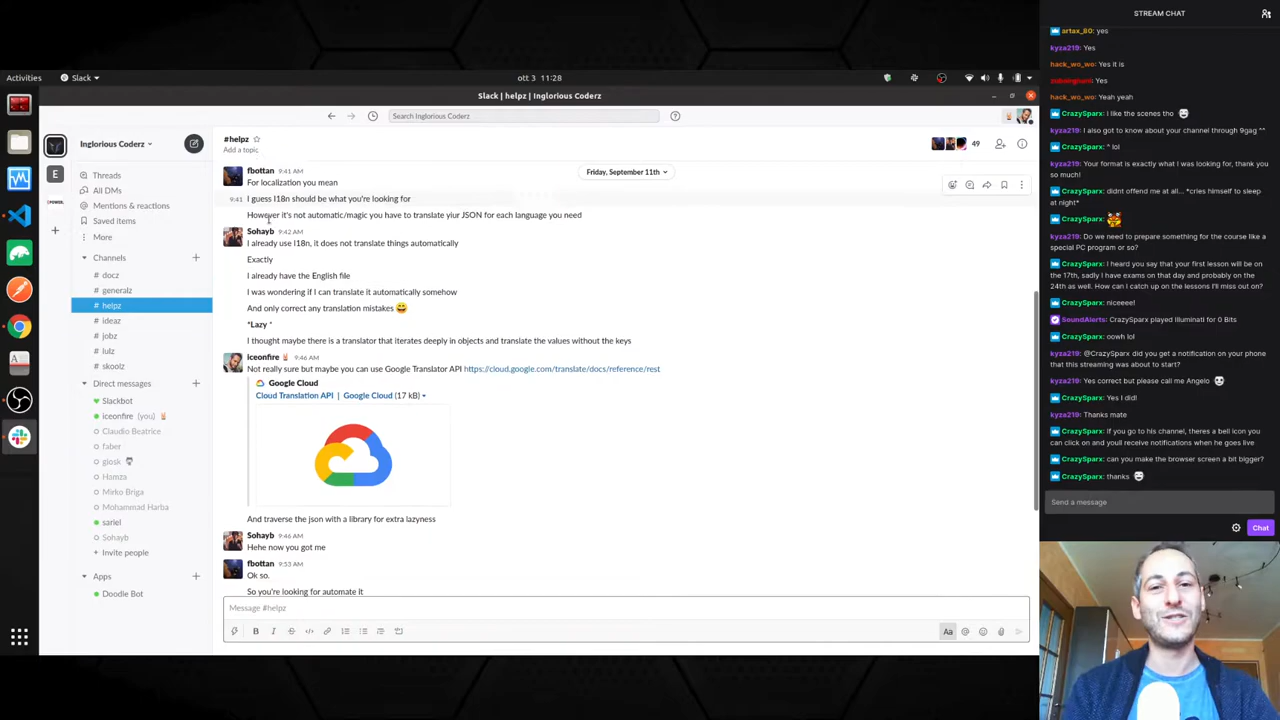 Activities
Slack
ott 3 11:28
Slack | helpz | Inglorious Coderz
Search Inglorious Coderz
Inglorious Coderz
Threads
All DMs
Mentions & reactions
Saved items
More
Channels
# docz
# generalz
# helpz
# ideaz
# jobz
# lulz
# skoolz
Direct messages
Slackbot
iceonfire (you)
Claudio Beatrice
faber
giosk
Hamza
Mirko Briga
Mohammad Harba
sariel
Sohayb
Invite people
Apps
Doodle Bot
E
#helpz
Add a topic
49
Friday, September 11th
fbottan 9:41 AM
For localization you mean
9:41 I guess I18n should be what you're looking for
However it's not automatic/magic you have to translate yiur JSON for each language you need
Sohayb 9:42 AM
I already use I18n, it does not translate things automatically
Exactly
I already have the English file
I was wondering if I can translate it automatically somehow
And only correct any translation mistakes
*Lazy *
I thought maybe there is a translator that iterates deeply in objects and translate the values without the keys
iceonfire 9:46 AM
Not really sure but maybe you can use Google Translator API https://cloud.google.com/translate/docs/reference/rest
Google Cloud
Cloud Translation API | Google Cloud (17 kB)
And traverse the json with a library for extra lazyness
Sohayb 9:46 AM
Hehe now you got me
fbottan 9:53 AM
Ok so.
So you're looking for automate it
Message #helpz
B
I
S
Aa
STREAM CHAT
artax_80: yes
kyza219: Yes
hack_wo_wo: Yes it is
Yes
hack_wo_wo: Yeah yeah
CrazySparx: I like the scenes tho
kyza219: I also got to know about your channel through 9gag ^^
CrazySparx: ^ lol
kyza219: Your format is exactly what I was looking for, thank you
so much!
CrazySparx: didnt offend me at all... *cries himself to sleep
at night*
CrazySparx:
kyza219: Do we need to prepare something for the course like a
special PC program or so?
CrazySparx: I heard you say that your first lesson will be on
the 17th, sadly I have exams on that day and probably on the
24th as well. How can I catch up on the lessons I'll miss out on?
CrazySparx: niceeee!
SoundAlerts: CrazySparx played Illuminati for 0 Bits
CrazySparx: oowh lol
kyza219: @CrazySparx did you get a notification on your phone
that this streaming was about to start?
kyza219: Yes correct but please call me Angelo
CrazySparx: Yes I did!
kyza219: Thanks mate
CrazySparx: If you go to his channel, theres a bell icon you
can click on and youll receive notifications when he goes live
CrazySparx: can you make the browser screen a bit bigger?
CrazySparx: thanks
Send a message
Chat